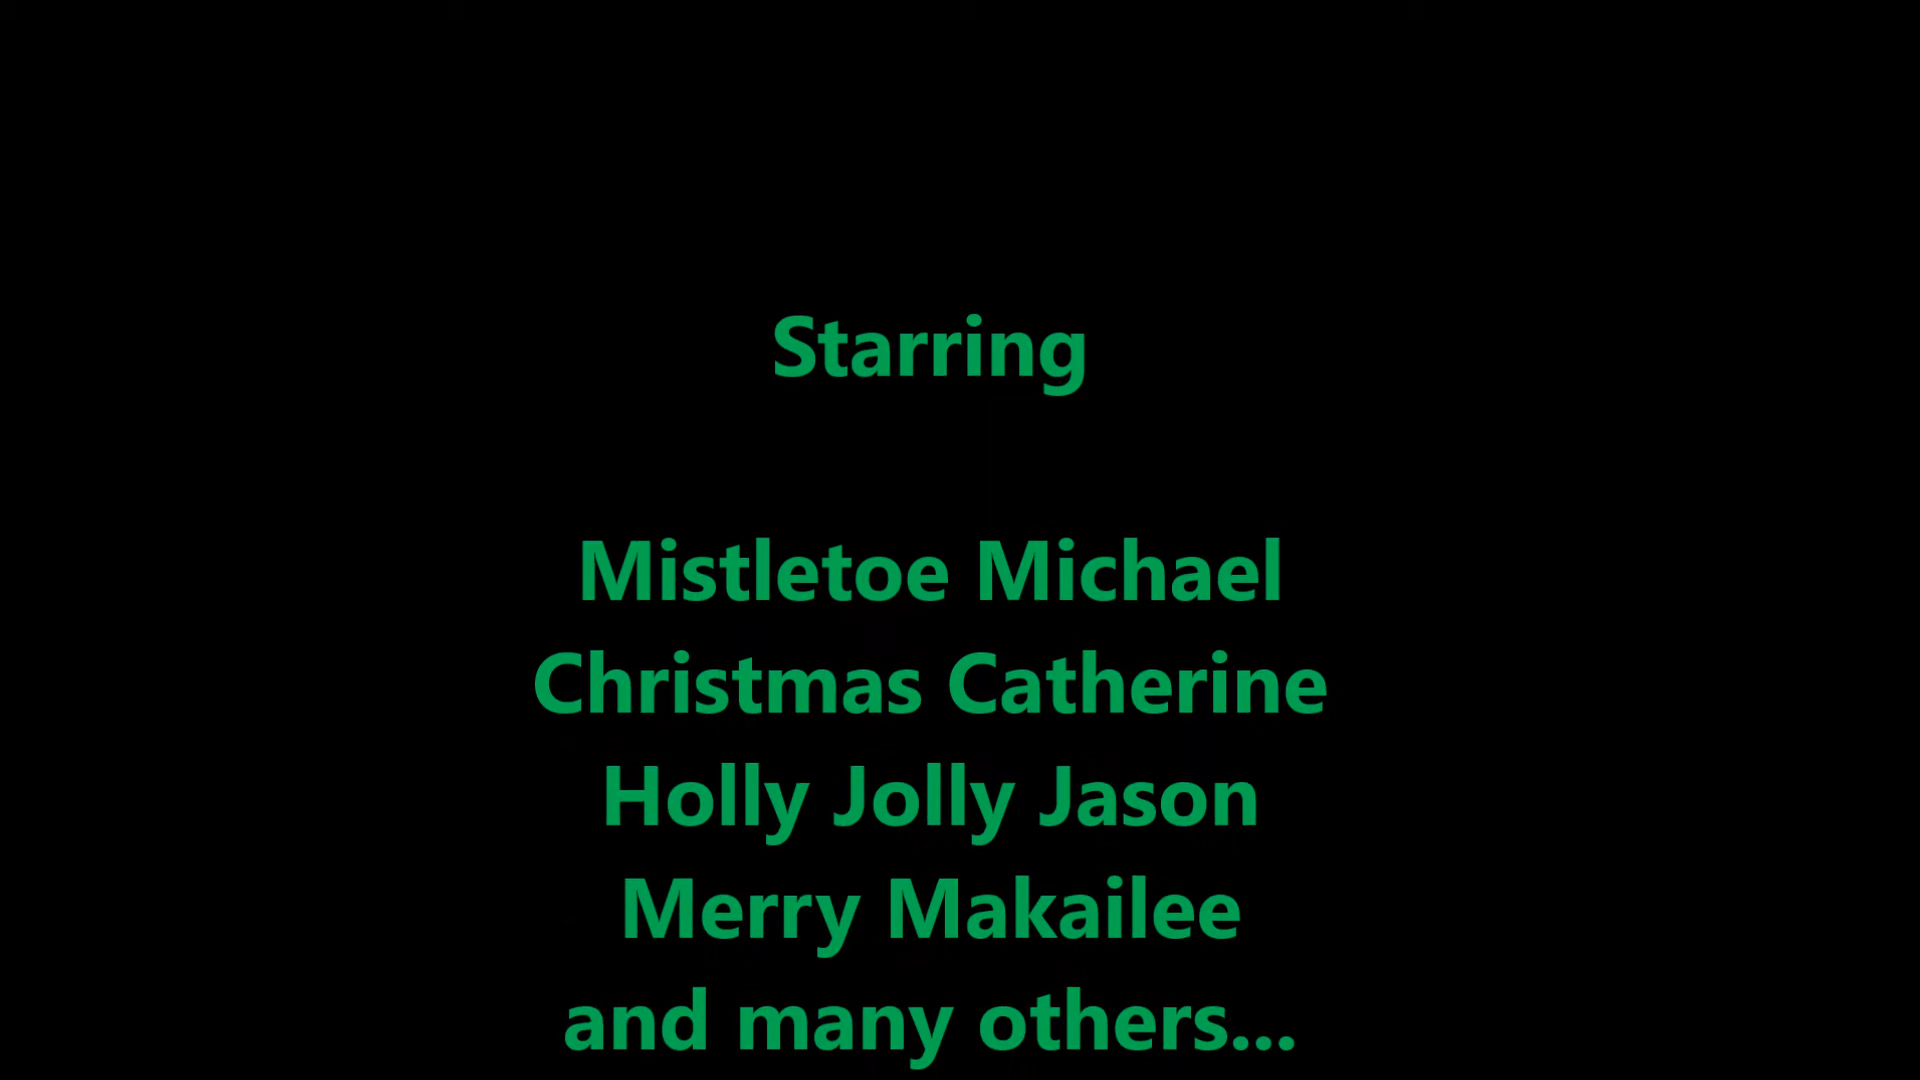 Starring
Mistletoe Michael
Christmas Catherine
Holly Jolly Jason
Merry Makailee
and many others...